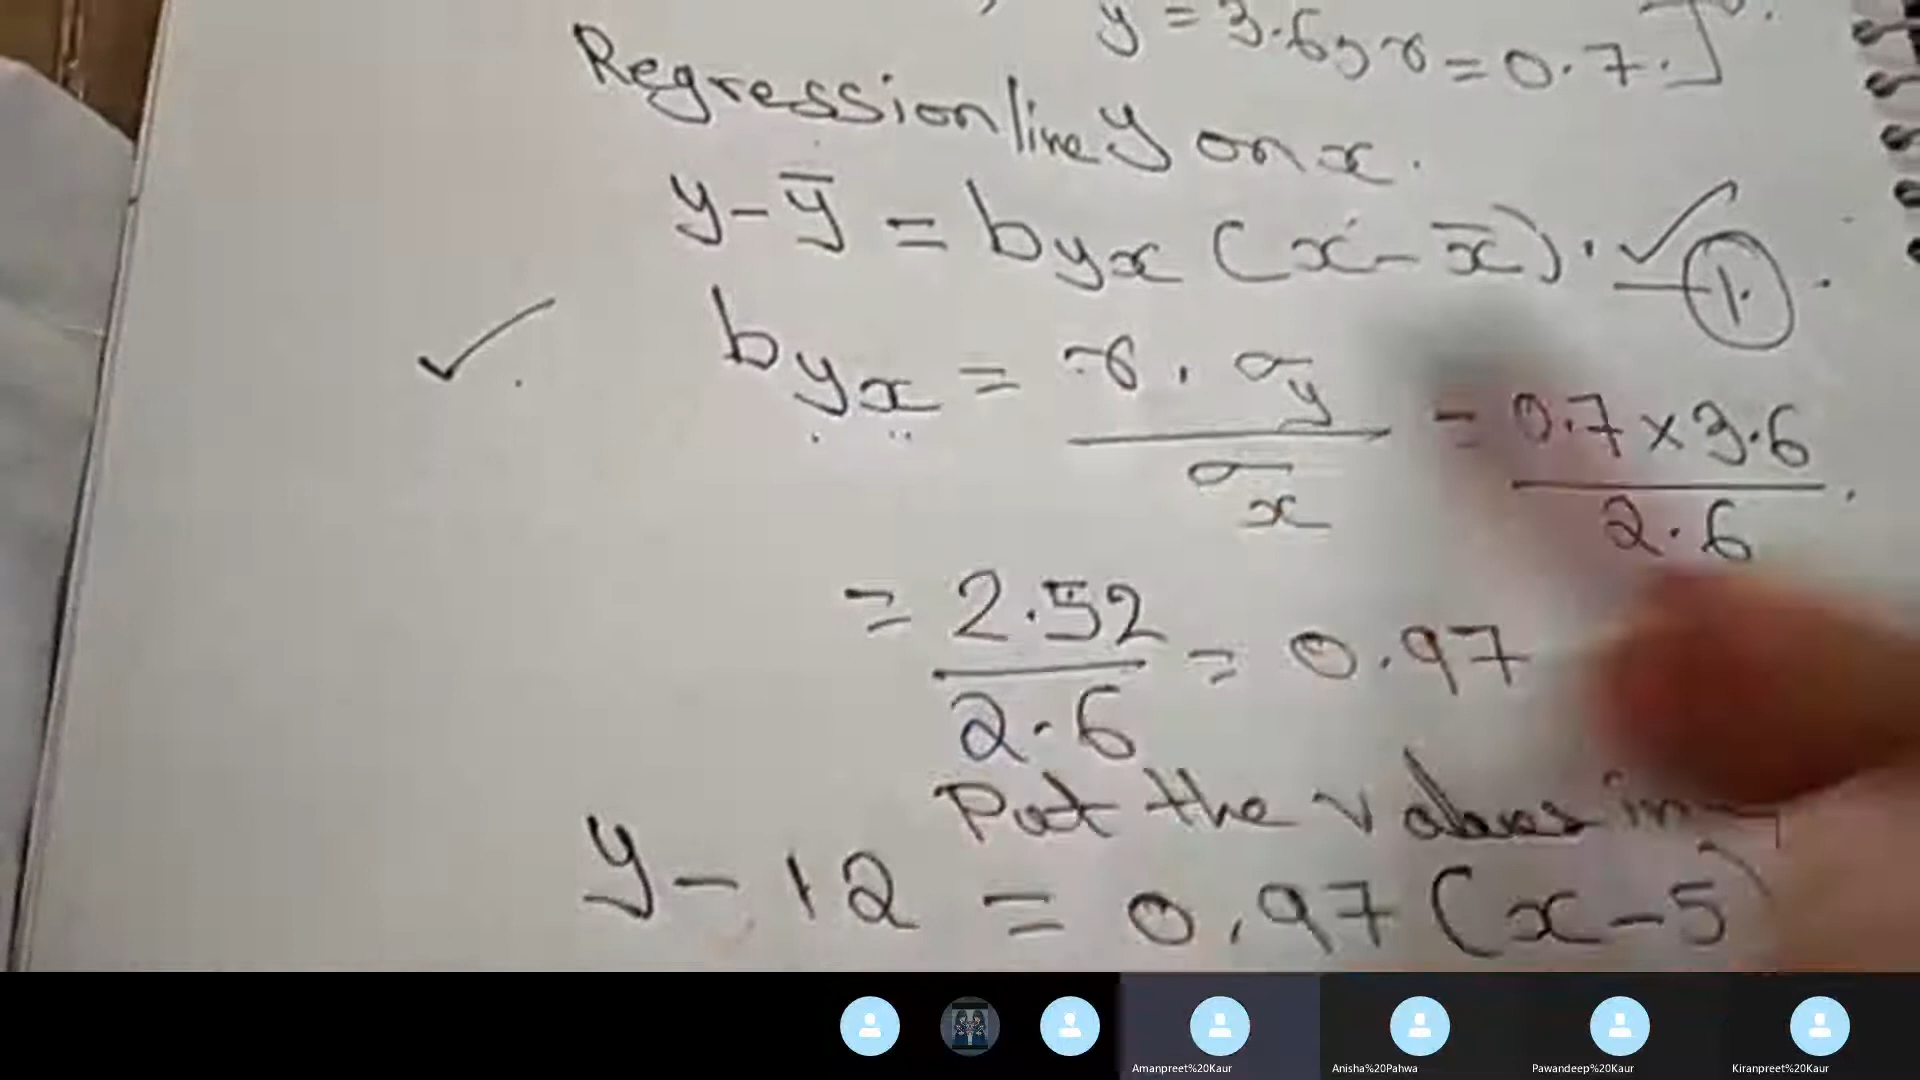 y = 3.6, r = 0.7.]
Regression line y on x.
y - ȳ = byx (x - x̄). ✓ — ①.
✓ byx = r . σy / σx = 0.7 × 3.6 / 2.6
= 2.52 / 2.6 = 0.97
Put the values in
y - 12 = 0.97 (x - 5)
Amanpreet%20Kaur Anisha%20Pahwa Pawandeep%20Kaur Kiranpreet%20Kaur